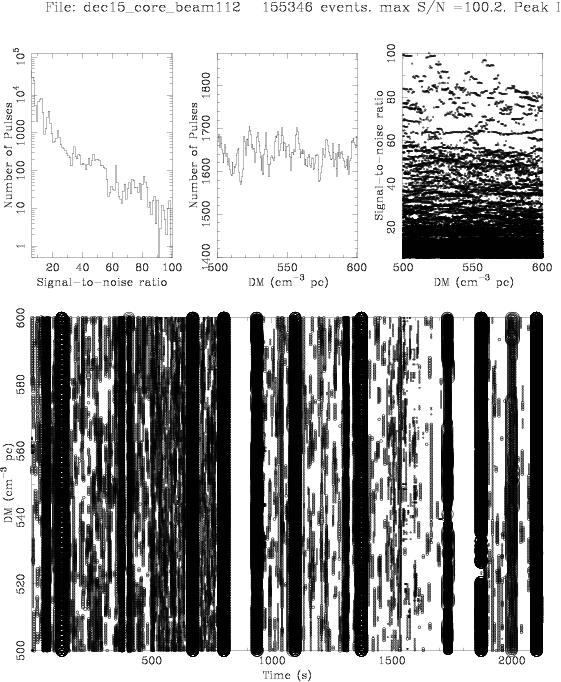 File: dec15_core_beam112 155346 events. max S/N =100.2. Peak
Number of Pulses
1 10 100 1000 10^4 10^5
20 40 60 80 100
Signal-to-noise ratio
Number of Pulses
1400 1500 1600 1700 1800
500 550 600
DM (cm^-3 pc)
Signal-to-noise ratio
20 40 60 80 100
500 550 600
DM (cm^-3 pc)
DM (cm^-3 pc)
500 520 540 560 580 600
500 1000 1500 2000
Time (s)